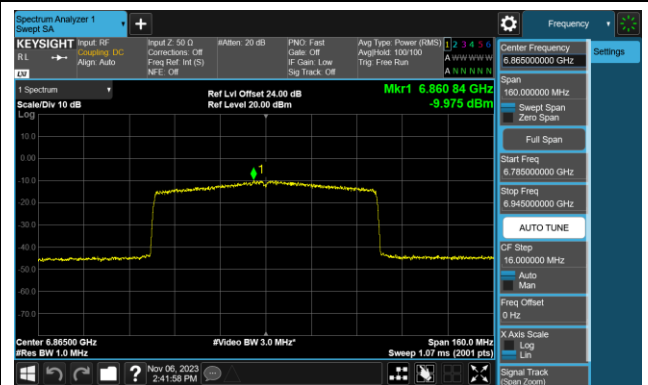 Spectrum Analyzer 1
Swept SA
Frequency
KEYSIGHT
Input: RF
Coupling: DC
Align: Auto
Input Z: 50 Ω
Corrections: Off
Freq Ref: Int (S)
NFE: Off
#Atten: 20 dB
PNO: Fast
Gate: Off
IF Gain: Low
Sig Track: Off
Avg Type: Power (RMS)
Avg|Hold: 100/100
Trig: Free Run
1 2 3 4 5 6
A W W W W W
A N N N N N
RL
LXI
Center Frequency
6.865000000 GHz
Settings
Span
160.000000 MHz
Swept Span
Zero Span
Full Span
Start Freq
6.785000000 GHz
Stop Freq
6.945000000 GHz
AUTO TUNE
CF Step
16.000000 MHz
Auto
Man
Freq Offset
0 Hz
X Axis Scale
Log
Lin
Signal Track
(Span Zoom)
1 Spectrum
Scale/Div 10 dB
Ref Lvl Offset 24.00 dB
Ref Level 20.00 dBm
Mkr1 6.860 84 GHz
-9.975 dBm
Log
10.0
0.00
-10.0
-20.0
-30.0
-40.0
-50.0
-60.0
-70.0
1
Center 6.86500 GHz
#Res BW 1.0 MHz
#Video BW 3.0 MHz*
Span 160.0 MHz
Sweep 1.07 ms (2001 pts)
Nov 06, 2023
2:41:58 PM